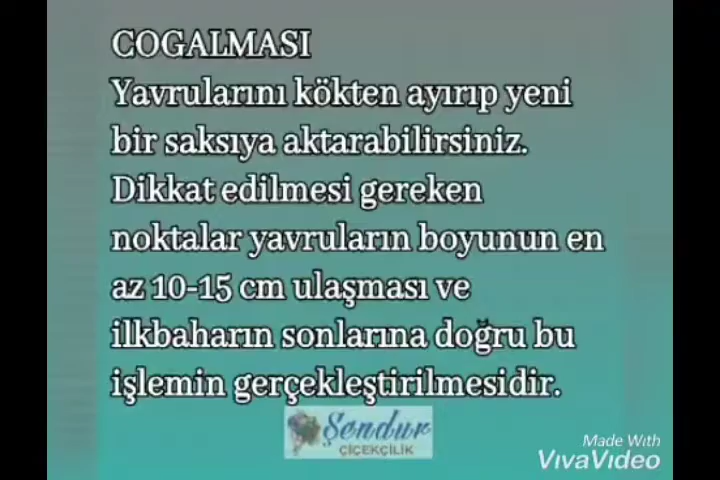 COGALMASI
Yavrularını kökten ayırıp yeni
bir saksıya aktarabilirsiniz.
Dikkat edilmesi gereken
noktalar yavruların boyunun en
az 10-15 cm ulaşması ve
ilkbaharın sonlarına doğru bu
işlemin gerçekleştirilmesidir.
Şendur
ÇİÇEKÇİLİK
Made With
VivaVideo